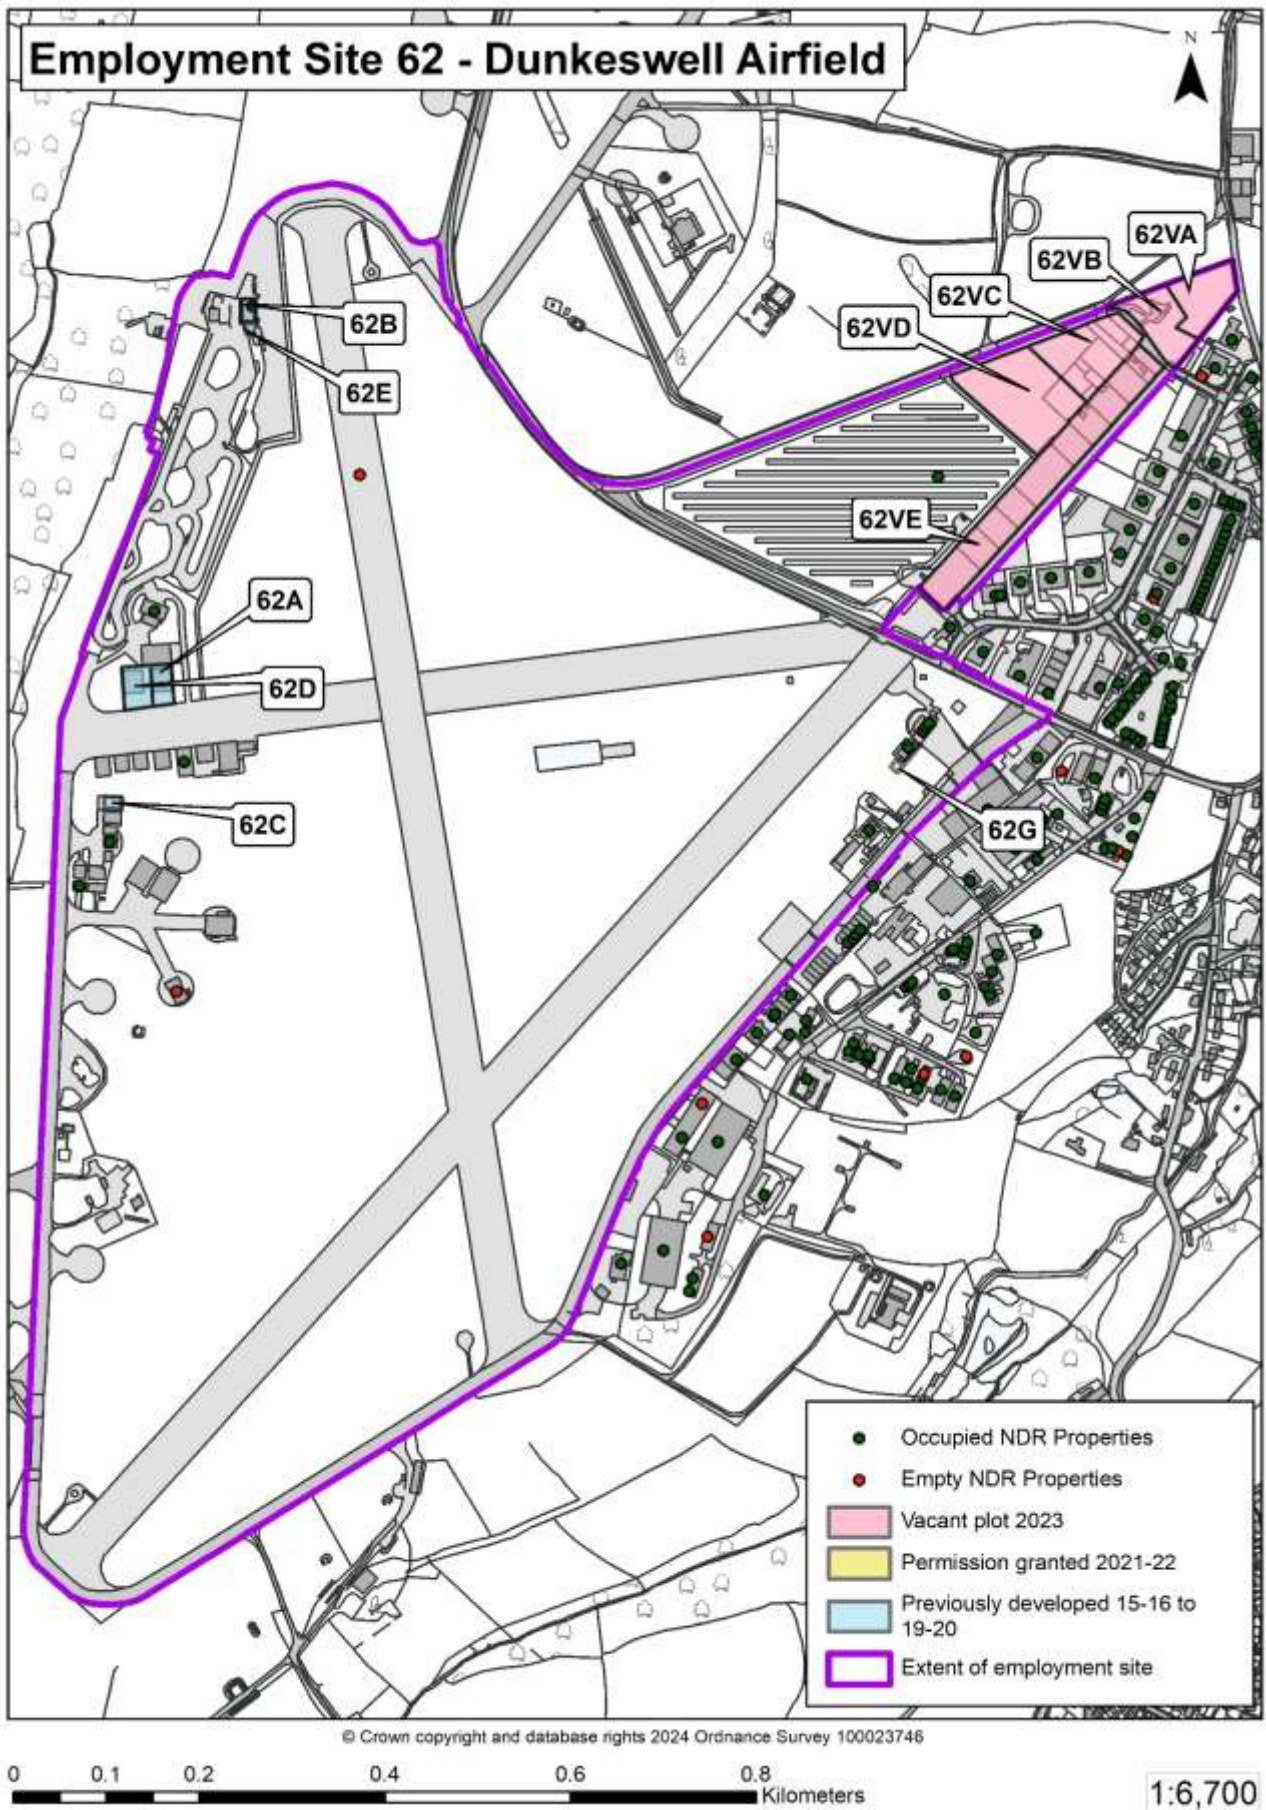 Employment Site 62 - Dunkeswell Airfield
N
62VA
62VB
62VC
62VD
62B
62E
62VE
62A
62D
62C
62G
Occupied NDR Properties
Empty NDR Properties
Vacant plot 2023
Permission granted 2021-22
Previously developed 15-16 to
19-20
Extent of employment site
© Crown copyright and database rights 2024 Ordnance Survey 100023746
0 0.1 0.2 0.4 0.6 0.8
Kilometers
1:6,700